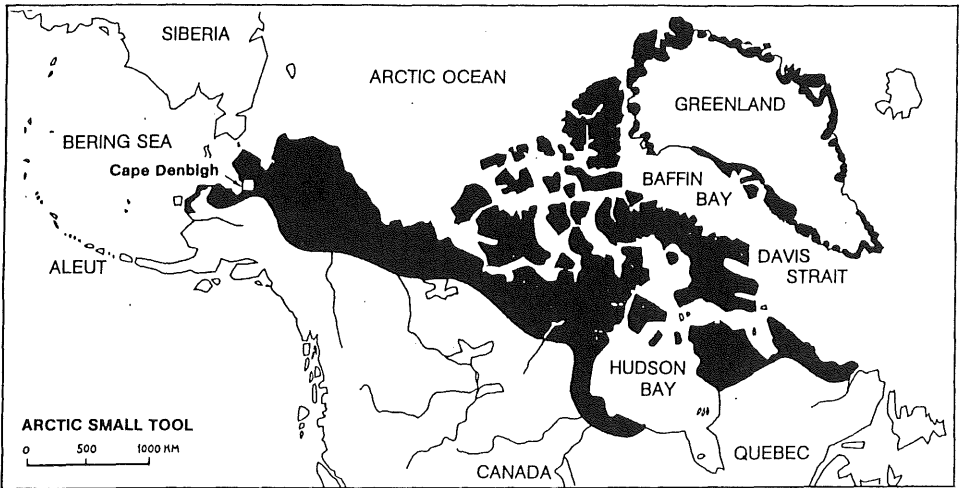 SIBERIA
ARCTIC OCEAN
GREENLAND
BERING SEA
Cape Denbigh
BAFFIN
BAY
DAVIS
STRAIT
ALEUT
HUDSON
BAY
ARCTIC SMALL TOOL
0 500 1000 KM
QUEBEC
CANADA